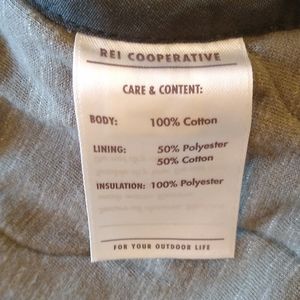 REI COOPERATIVE
CARE & CONTENT:
BODY: 100% Cotton
LINING: 50% Polyester
50% Cotton
INSULATION: 100% Polyester
FOR YOUR OUTDOOR LIFE